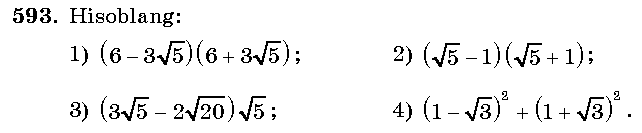 593. Hisoblang:
1) (6 − 3√5)(6 + 3√5); 2) (√5 − 1)(√5 + 1);
3) (3√5 − 2√20)√5; 4) (1 − √3)² + (1 + √3)².